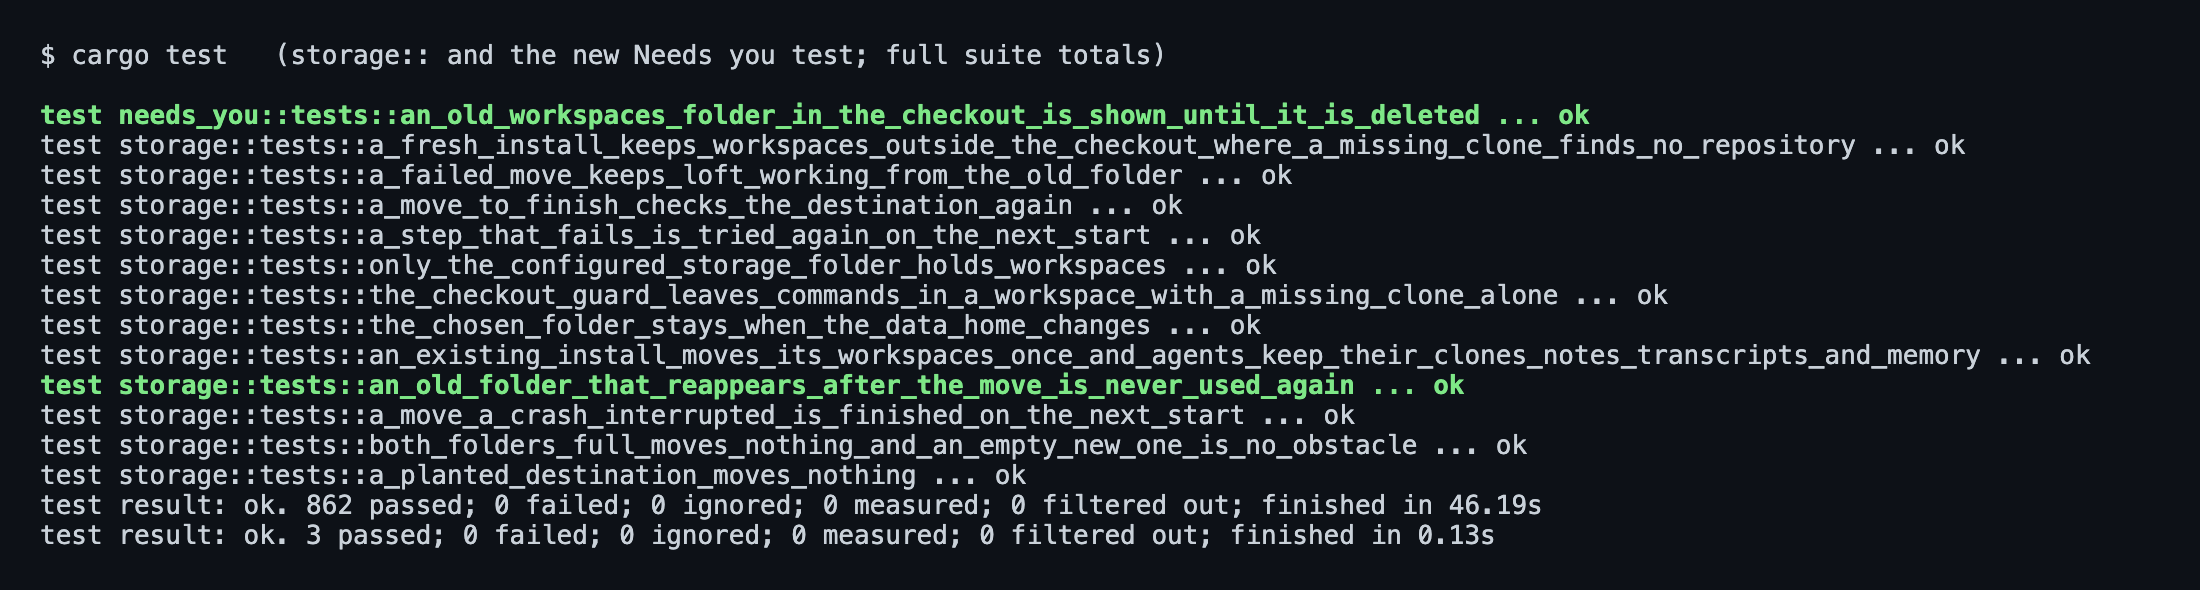 $ cargo test   (storage:: and the new Needs you test; full suite totals)
test needs_you::tests::an_old_workspaces_folder_in_the_checkout_is_shown_until_it_is_deleted ... ok
test storage::tests::a_fresh_install_keeps_workspaces_outside_the_checkout_where_a_missing_clone_finds_no_repository ... ok
test storage::tests::a_failed_move_keeps_loft_working_from_the_old_folder ... ok
test storage::tests::a_move_to_finish_checks_the_destination_again ... ok
test storage::tests::a_step_that_fails_is_tried_again_on_the_next_start ... ok
test storage::tests::only_the_configured_storage_folder_holds_workspaces ... ok
test storage::tests::the_checkout_guard_leaves_commands_in_a_workspace_with_a_missing_clone_alone ... ok
test storage::tests::the_chosen_folder_stays_when_the_data_home_changes ... ok
test storage::tests::an_existing_install_moves_its_workspaces_once_and_agents_keep_their_clones_notes_transcripts_and_memory ... ok
test storage::tests::an_old_folder_that_reappears_after_the_move_is_never_used_again ... ok
test storage::tests::a_move_a_crash_interrupted_is_finished_on_the_next_start ... ok
test storage::tests::both_folders_full_moves_nothing_and_an_empty_new_one_is_no_obstacle ... ok
test storage::tests::a_planted_destination_moves_nothing ... ok
test result: ok. 862 passed; 0 failed; 0 ignored; 0 measured; 0 filtered out; finished in 46.19s
test result: ok. 3 passed; 0 failed; 0 ignored; 0 measured; 0 filtered out; finished in 0.13s